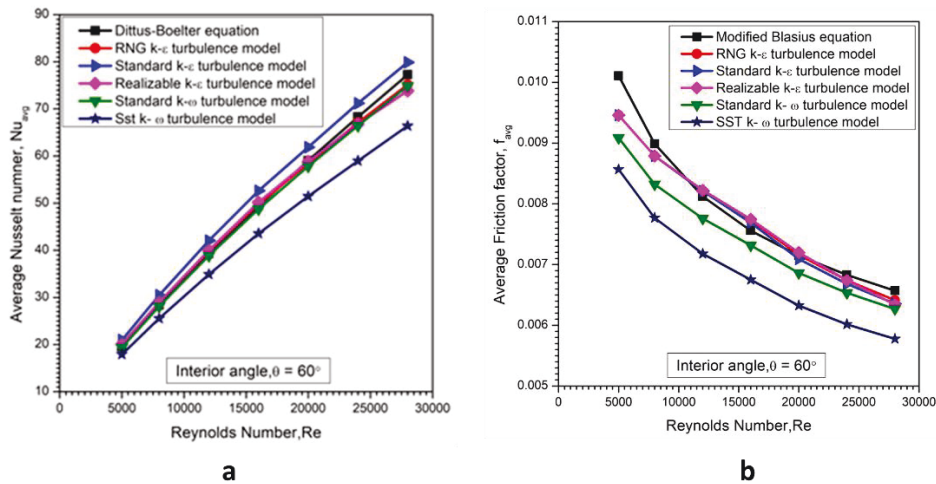 Average Nusselt numner, Nu_avg
90
80
70
60
50
40
30
20
10
Dittus-Boelter equation
RNG k-ε turbulence model
Standard k-ε turbulence model
Realizable k-ε turbulence model
Standard k-ω turbulence model
Sst k- ω turbulence model
Interior angle,θ = 60°
0 5000 10000 15000 20000 25000 30000
Reynolds Number,Re
a
Average Friction factor, f_avg
0.011
0.010
0.009
0.008
0.007
0.006
0.005
Modified Blasius equation
RNG k-ε turbulence model
Standard k-ε turbulence model
Realizable k-ε turbulence model
Standard k- ω turbulence model
SST k- ω turbulence model
Interior angle,θ = 60°
0 5000 10000 15000 20000 25000 30000
Reynolds Number,Re
b